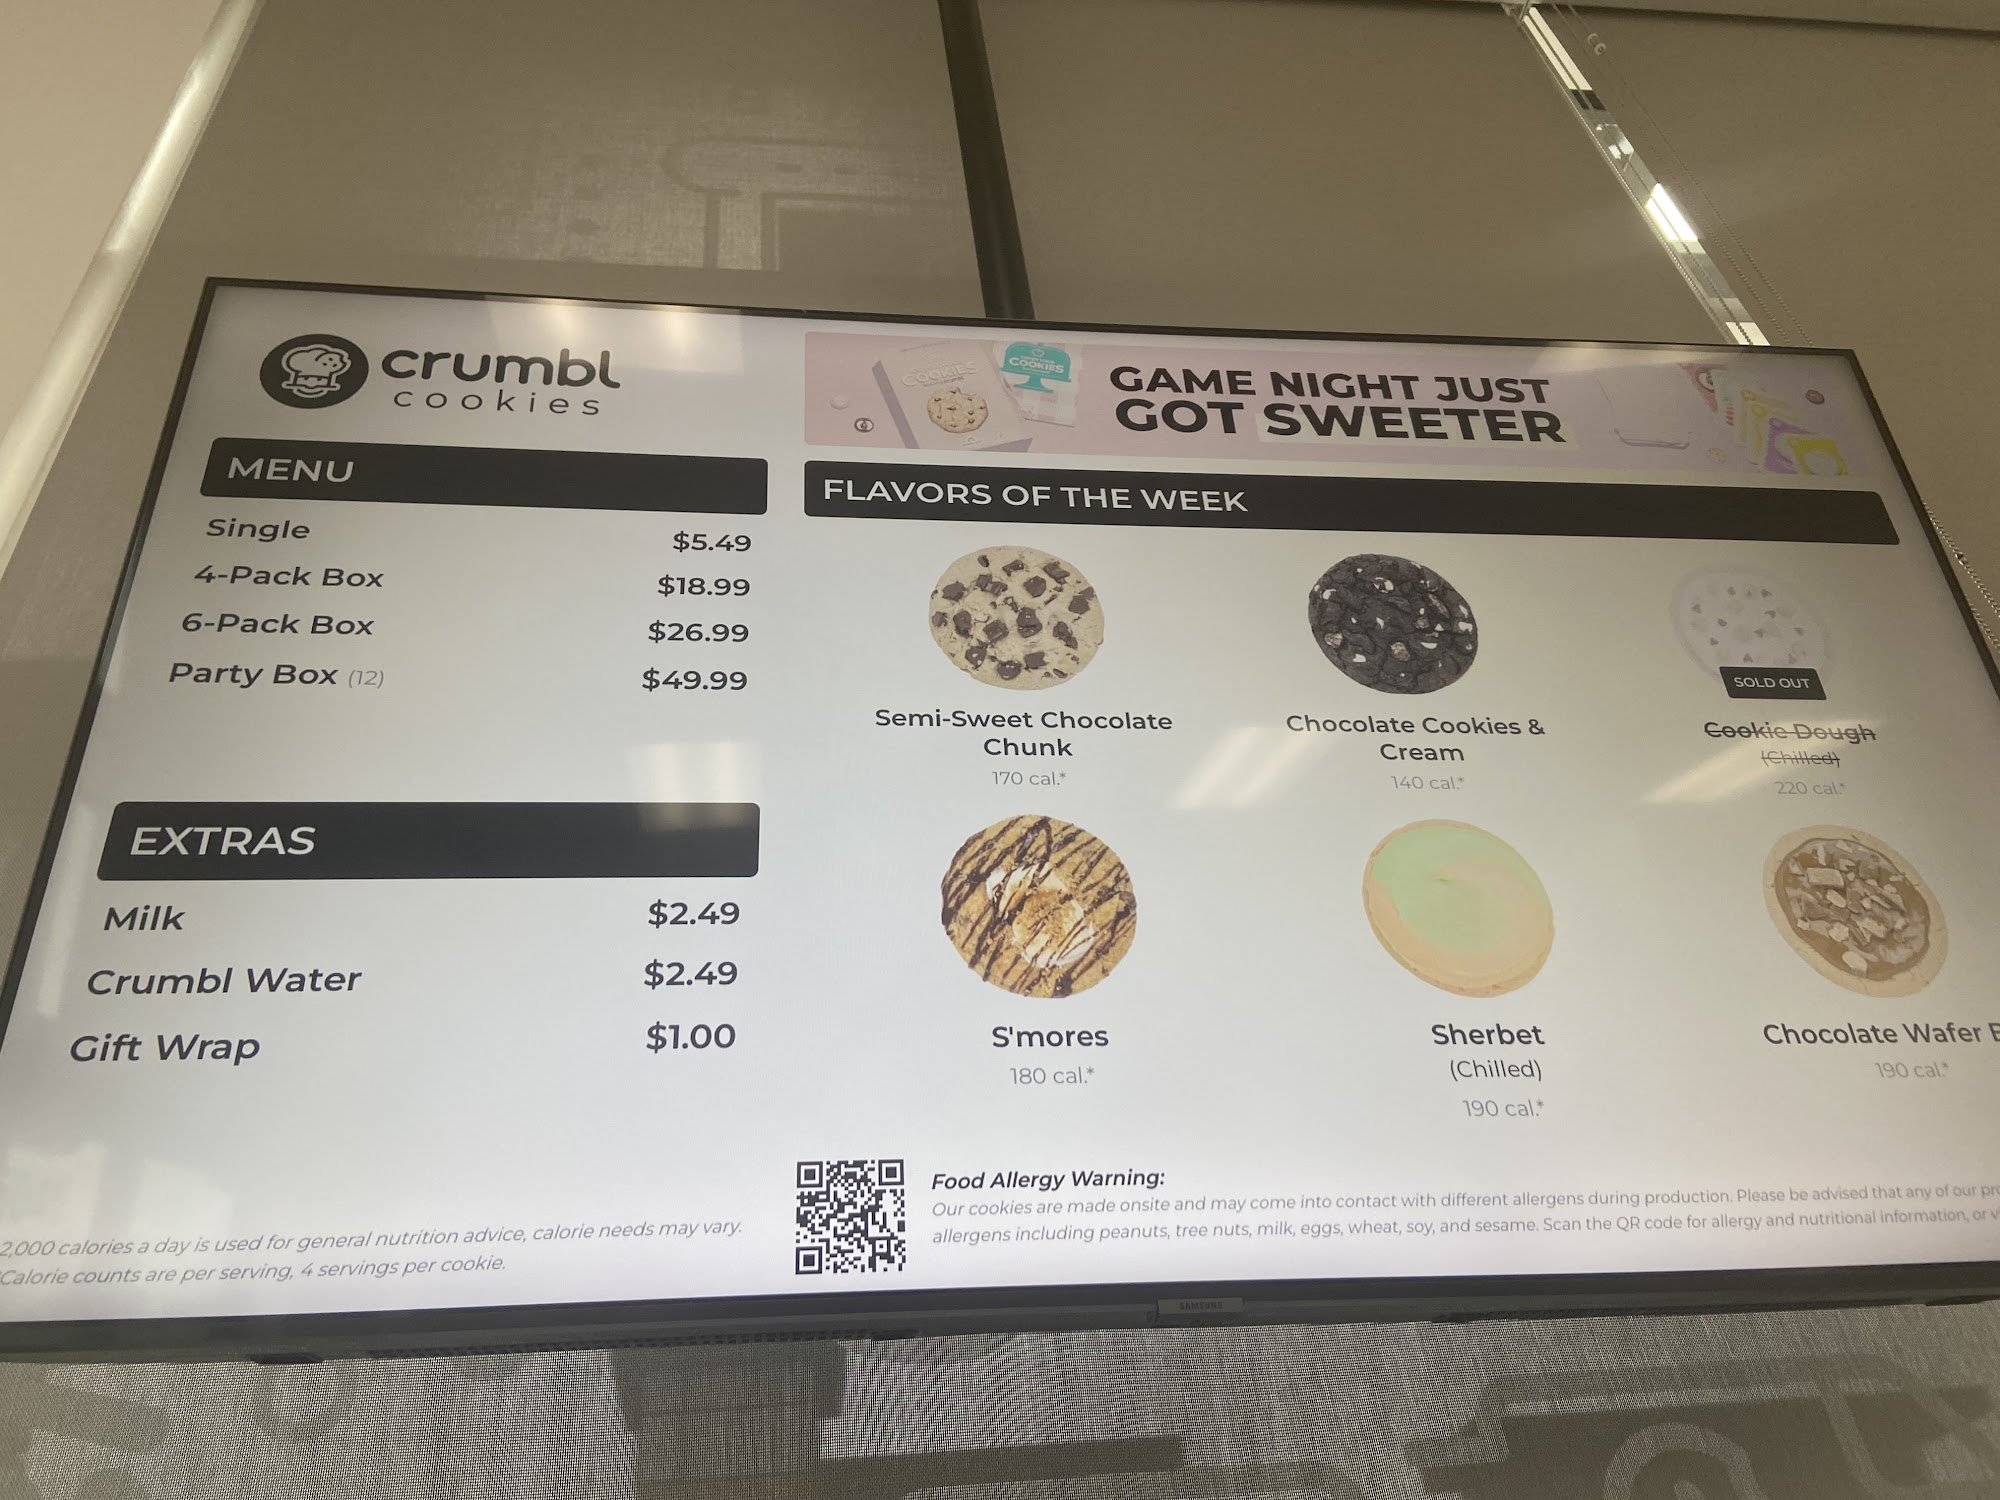 crumbl
cookies
COOKIES
COOKIES
GAME NIGHT JUST
GOT SWEETER
MENU
Single $5.49
4-Pack Box $18.99
6-Pack Box $26.99
Party Box (12) $49.99
EXTRAS
Milk $2.49
Crumbl Water $2.49
Gift Wrap $1.00
2,000 calories a day is used for general nutrition advice, calorie needs may vary.
*Calorie counts are per serving, 4 servings per cookie.
FLAVORS OF THE WEEK
Semi-Sweet Chocolate
Chunk
170 cal.*
Chocolate Cookies &
Cream
140 cal.*
SOLD OUT
Cookie Dough
(Chilled)
220 cal.*
S'mores
180 cal.*
Sherbet
(Chilled)
190 cal.*
Chocolate Wafer
190 cal.*
Food Allergy Warning:
Our cookies are made onsite and may come into contact with different allergens during production. Please be advised that any of our
allergens including peanuts, tree nuts, milk, eggs, wheat, soy, and sesame. Scan the QR code for allergy and nutritional information, or
SAMSUNG